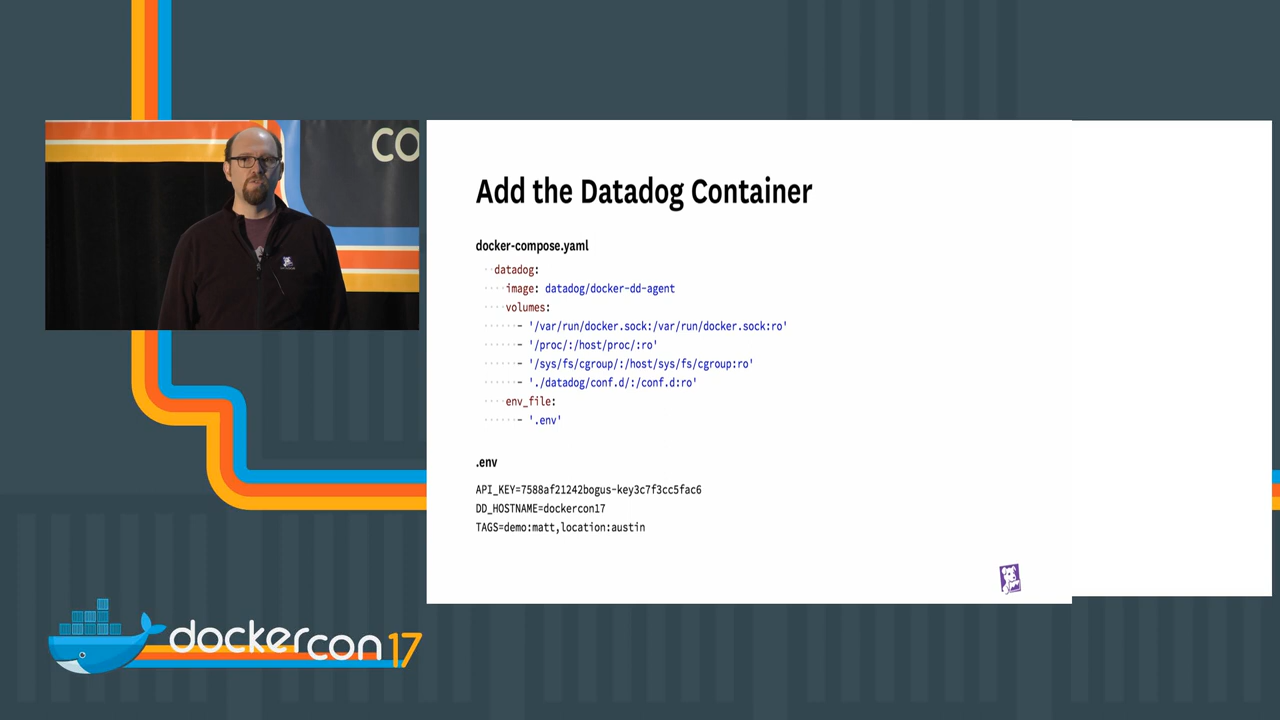 CO
Add the Datadog Container
docker-compose.yaml
datadog:
image: datadog/docker-dd-agent
volumes:
- '/var/run/docker.sock:/var/run/docker.sock:ro'
- '/proc/:/host/proc/:ro'
- '/sys/fs/cgroup/:/host/sys/fs/cgroup:ro'
- './datadog/conf.d/:/conf.d:ro'
env_file:
- '.env'
.env
API_KEY=7588af21242bogus-key3c7f3cc5fac6
DD_HOSTNAME=dockercon17
TAGS=demo:matt,location:austin
dockercon17